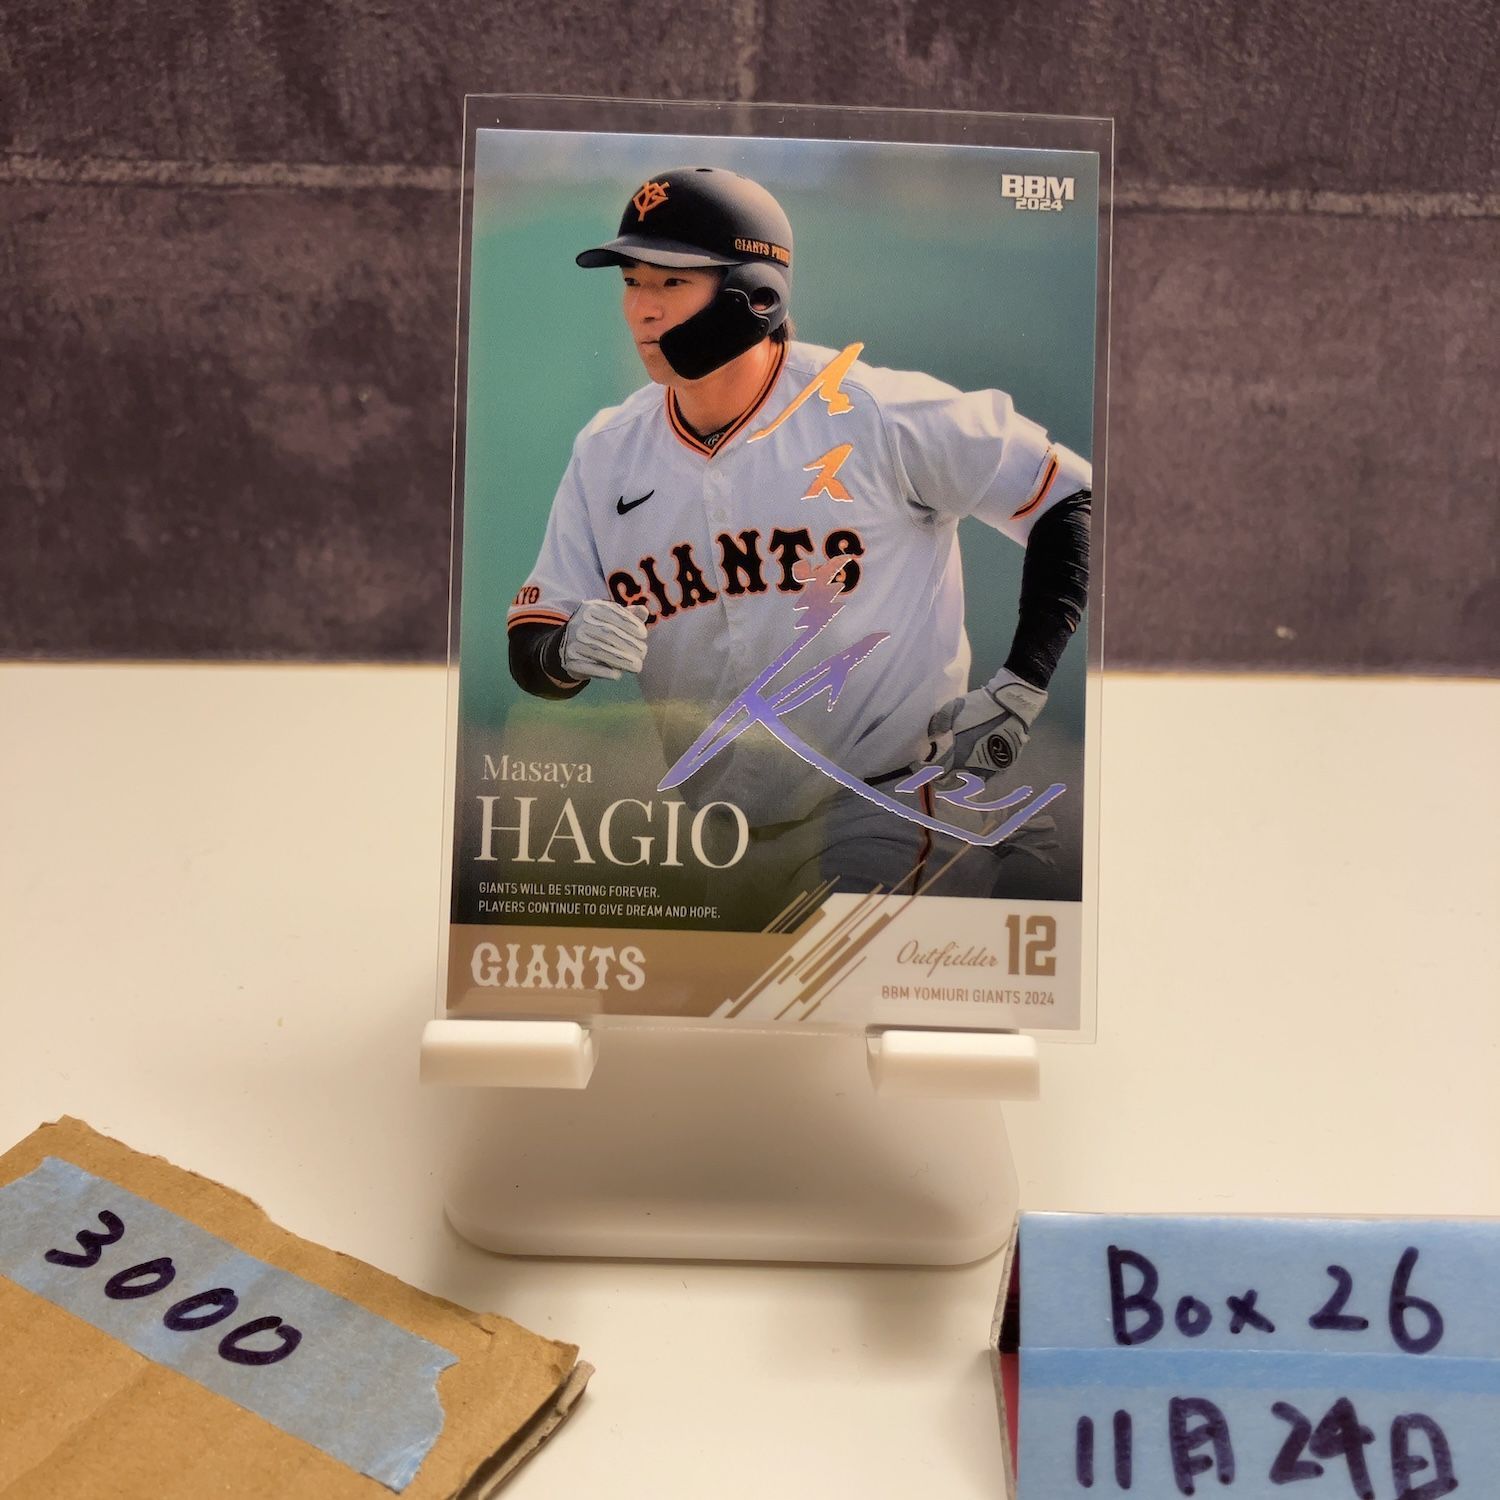 BBM
2024
GIANTS PRIDE
GIANTS
Masaya
HAGIO
GIANTS WILL BE STRONG FOREVER.
PLAYERS CONTINUE TO GIVE DREAM AND HOPE.
GIANTS
Outfielder 12
BBM YOMIURI GIANTS 2024
3000
Box 26
11月24日